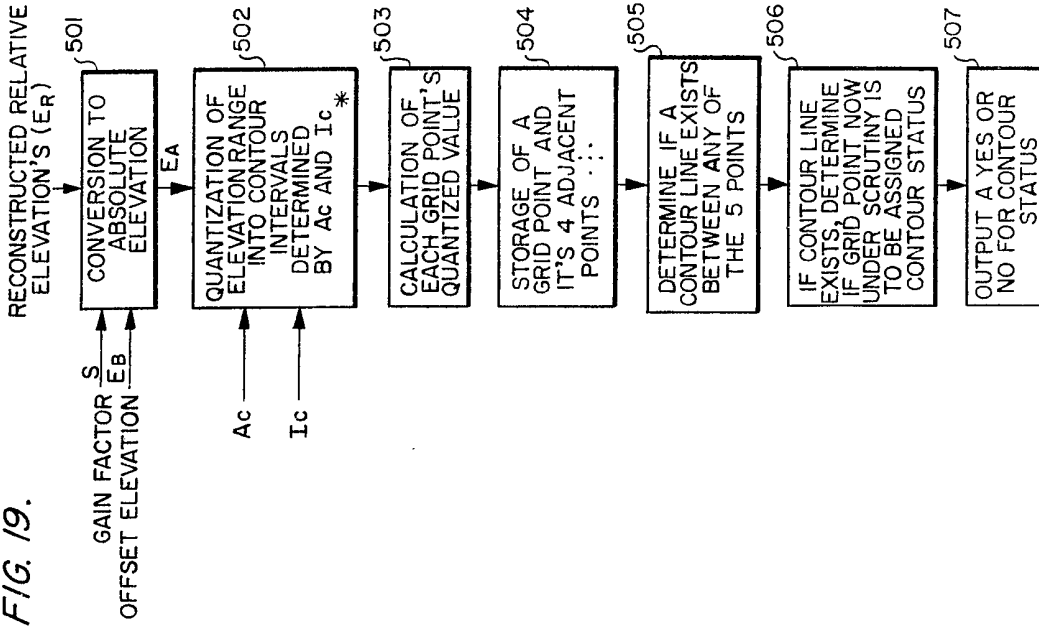 FIG. 19.
RECONSTRUCTED RELATIVE
ELEVATION'S (ER)
GAIN FACTOR S
OFFSET ELEVATION EB
501
CONVERSION TO
ABSOLUTE
ELEVATION
EA
502
QUANTIZATION OF
ELEVATION RANGE
INTO CONTOUR
INTERVALS
DETERMINED
BY Ac AND Ic *
Ac
Ic
503
CALCULATION OF
EACH GRID POINT'S
QUANTIZED VALUE
504
STORAGE OF A
GRID POINT AND
IT'S 4 ADJACENT
POINTS
505
DETERMINE IF A
CONTOUR LINE EXISTS
BETWEEN ANY OF
THE 5 POINTS
506
IF CONTOUR LINE
EXISTS, DETERMINE
IF GRID POINT NOW
UNDER SCRUTINY IS
TO BE ASSIGNED
CONTOUR STATUS
507
OUTPUT A YES OR
NO FOR CONTOUR
STATUS